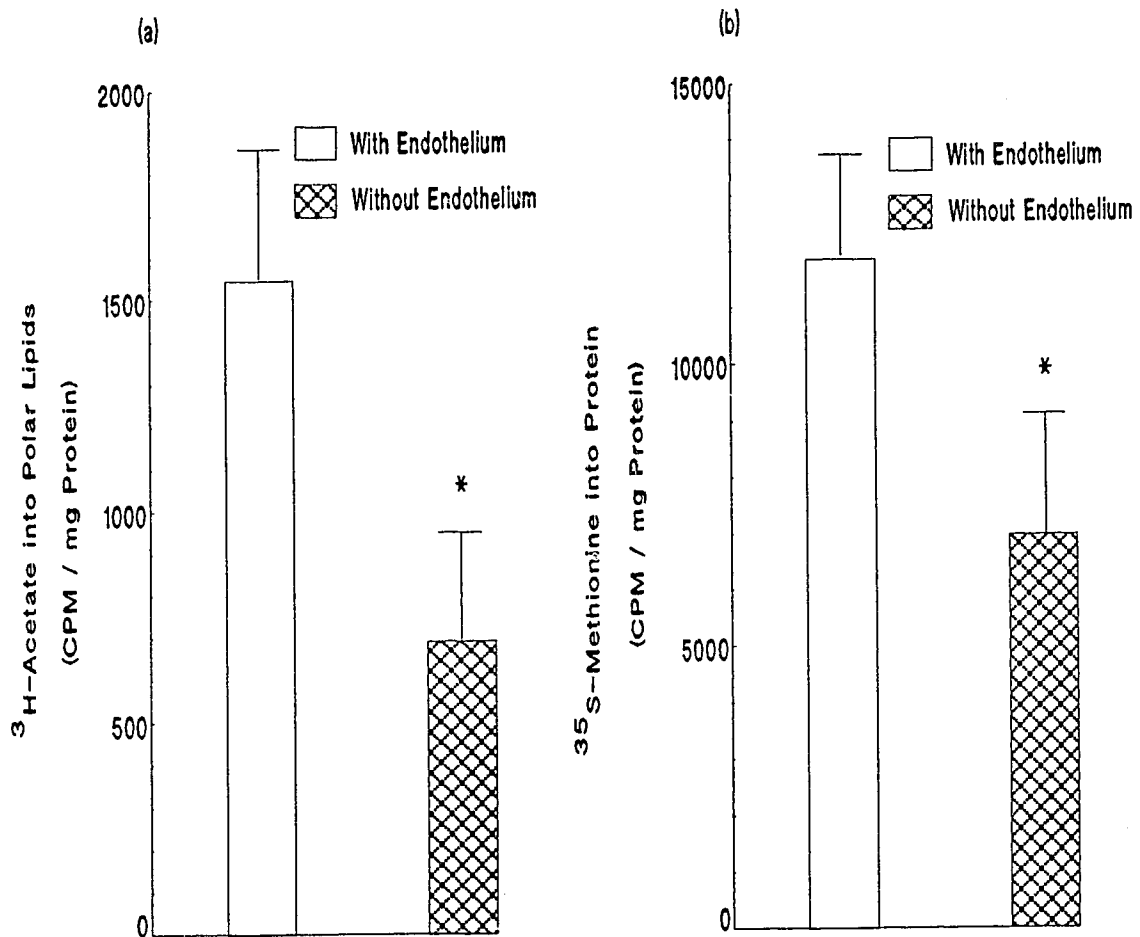 (a)
2000
1500
1000
500
0
³H-Acetate into Polar Lipids
(CPM / mg Protein)
With Endothelium
Without Endothelium
*
(b)
15000
10000
5000
0
³⁵S-Methionine into Protein
(CPM / mg Protein)
With Endothelium
Without Endothelium
*